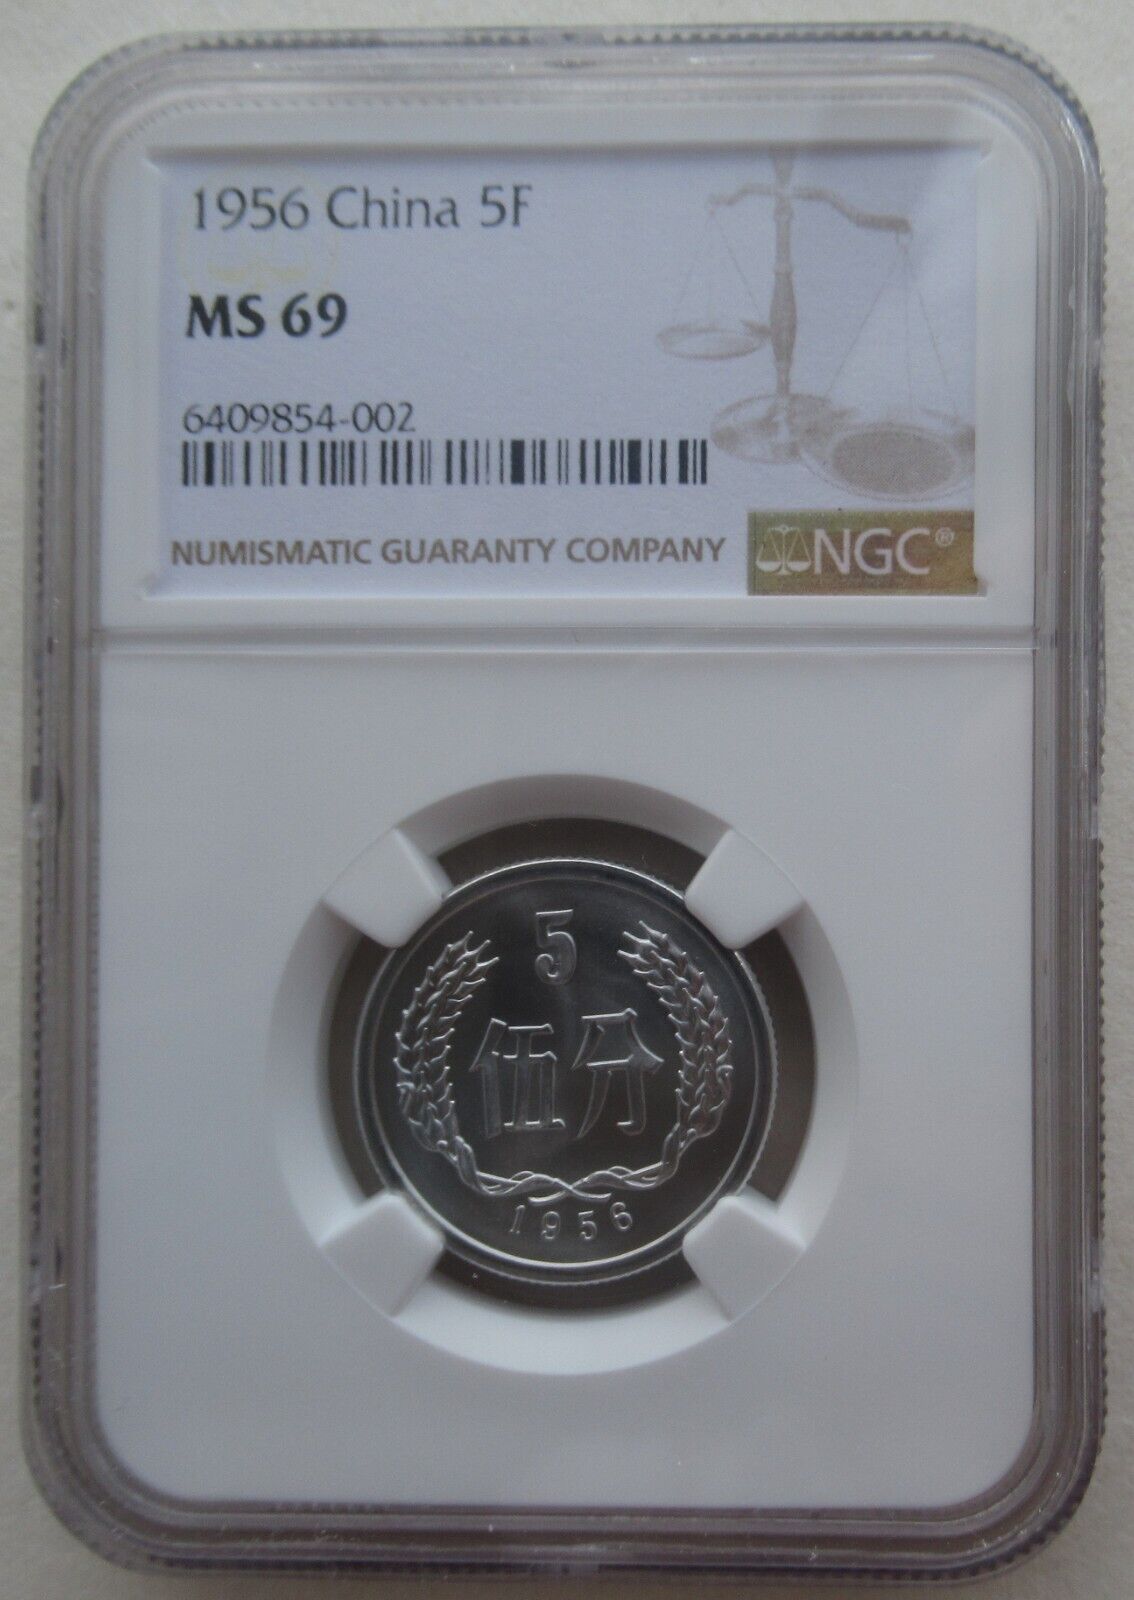 1956 China 5F
MS 69
6409854-002
NUMISMATIC GUARANTY COMPANY
NGC®
5
伍分
1956